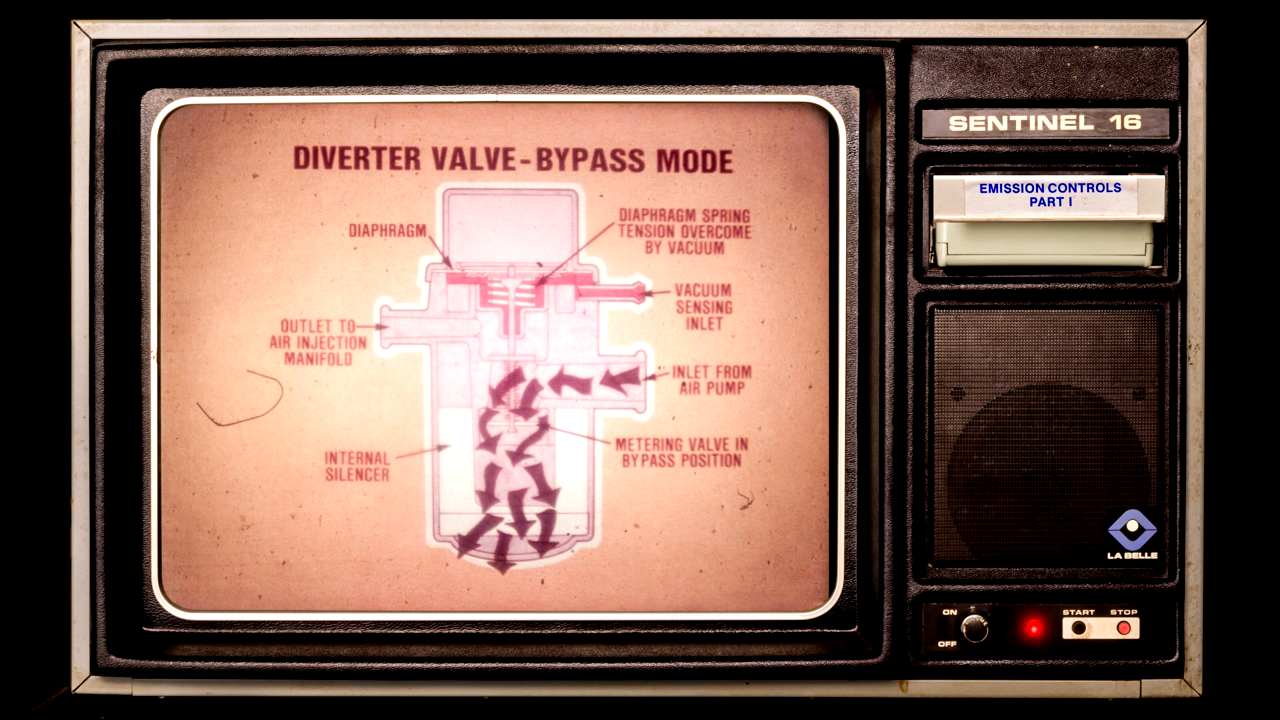 DIVERTER VALVE-BYPASS MODE
DIAPHRAGM
DIAPHRAGM SPRING
TENSION OVERCOME
BY VACUUM
VACUUM
SENSING
INLET
OUTLET TO
AIR INJECTION
MANIFOLD
INLET FROM
AIR PUMP
METERING VALVE IN
BYPASS POSITION
INTERNAL
SILENCER
SENTINEL 16
EMISSION CONTROLS
PART I
LA BELLE
ON
OFF
START
STOP